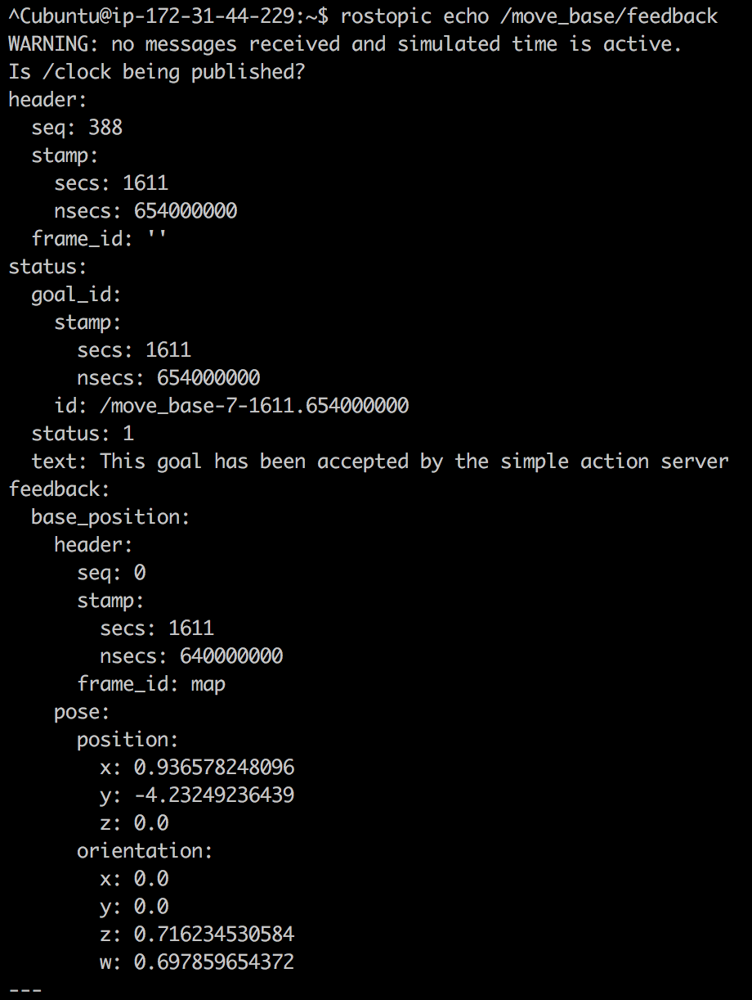 ^Cubuntu@ip-172-31-44-229:~$ rostopic echo /move_base/feedback
WARNING: no messages received and simulated time is active.
Is /clock being published?
header:
  seq: 388
  stamp:
    secs: 1611
    nsecs: 654000000
  frame_id: ''
status:
  goal_id:
    stamp:
      secs: 1611
      nsecs: 654000000
    id: /move_base-7-1611.654000000
  status: 1
  text: This goal has been accepted by the simple action server
feedback:
  base_position:
    header:
      seq: 0
      stamp:
        secs: 1611
        nsecs: 640000000
      frame_id: map
    pose:
      position:
        x: 0.936578248096
        y: -4.23249236439
        z: 0.0
      orientation:
        x: 0.0
        y: 0.0
        z: 0.716234530584
        w: 0.697859654372
---